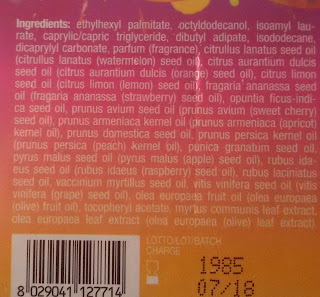 Ingredients: ethylhexyl palmitate, octyldodecanol, isoamyl lau-
rate, caprylic/capric triglyceride, dibutyl adipate, isododecane,
dicaprylyl carbonate, parfum (fragrance), citrullus lanatus seed oil
(citrullus lanatus (watermelon) seed oil), citrus aurantium dulcis
seed oil (citrus aurantium dulcis (orange) seed oil), citrus limon
seed oil (citrus limon (lemon) seed oil), fragaria ananassa seed
oil (fragaria ananassa (strawberry) seed oil), opuntia ficus-indi-
ca seed oil, prunus avium seed oil (prunus avium (sweet cherry)
seed oil), prunus armeniaca kernel oil (prunus armeniaca (apricot)
kernel oil), prunus domestica seed oil, prunus persica kernel oil
(prunus persica (peach) kernel oil), punica granatum seed oil,
pyrus malus seed oil (pyrus malus (apple) seed oil), rubus ida-
eus seed oil (rubus idaeus (raspberry) seed oil), rubus laciniatus
seed oil, vaccinium myrtillus seed oil, vitis vinifera seed oil (vitis
vinifera (grape) seed oil), olea europaea fruit oil (olea europaea
(olive) fruit oil), tocopheryl acetate, myrtus communis leaf extract,
olea europaea leaf extract (olea europaea (olive) leaf extract)
LOTTO/LOT/BATCH
CHARGE
1985
07/18
8 029041 127714